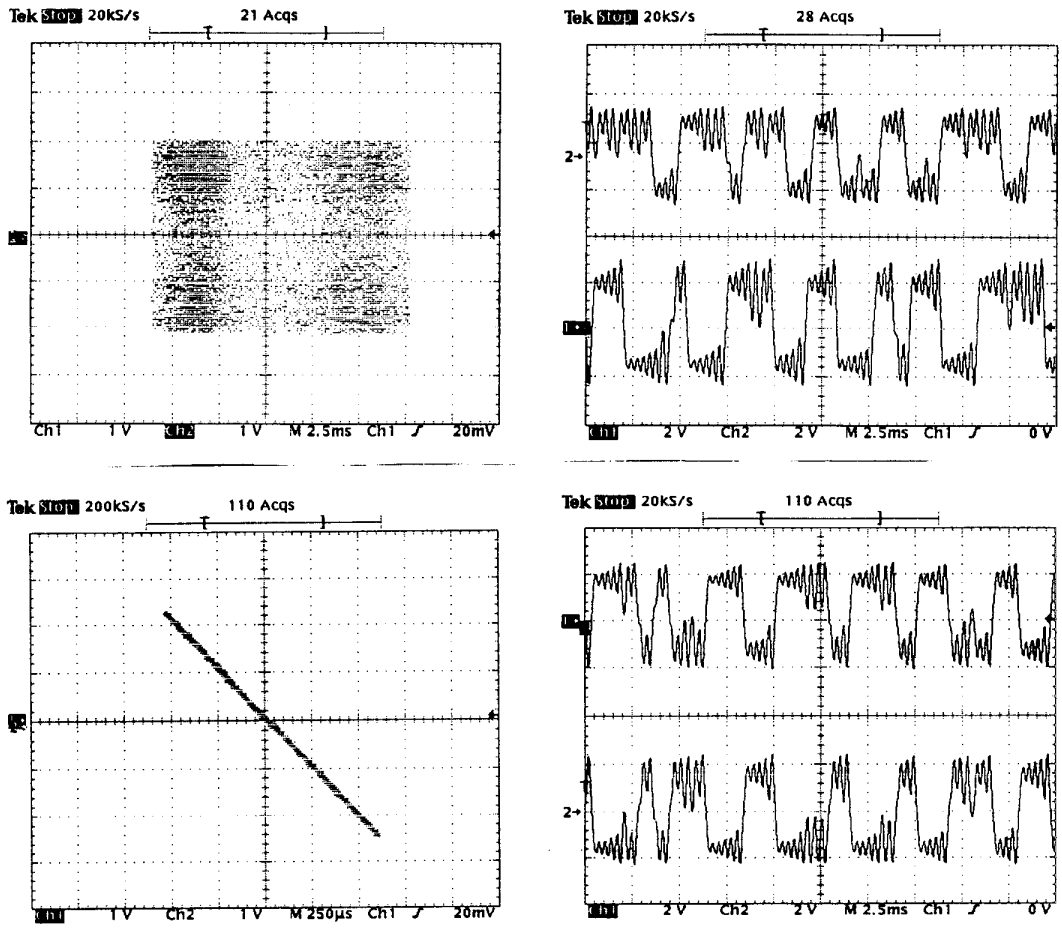 Tek Stop 20kS/s 21 Acqs
Ch1 1 V Ch2 1 V M 2.5ms Ch1 20mV
Tek Stop 20kS/s 28 Acqs
2
Ch1 2 V Ch2 2 V M 2.5ms Ch1 0 V
Tek Stop 200kS/s 110 Acqs
Ch1 1 V Ch2 1 V M 250µs Ch1 20mV
Tek Stop 20kS/s 110 Acqs
2
Ch1 2 V Ch2 2 V M 2.5ms Ch1 0 V